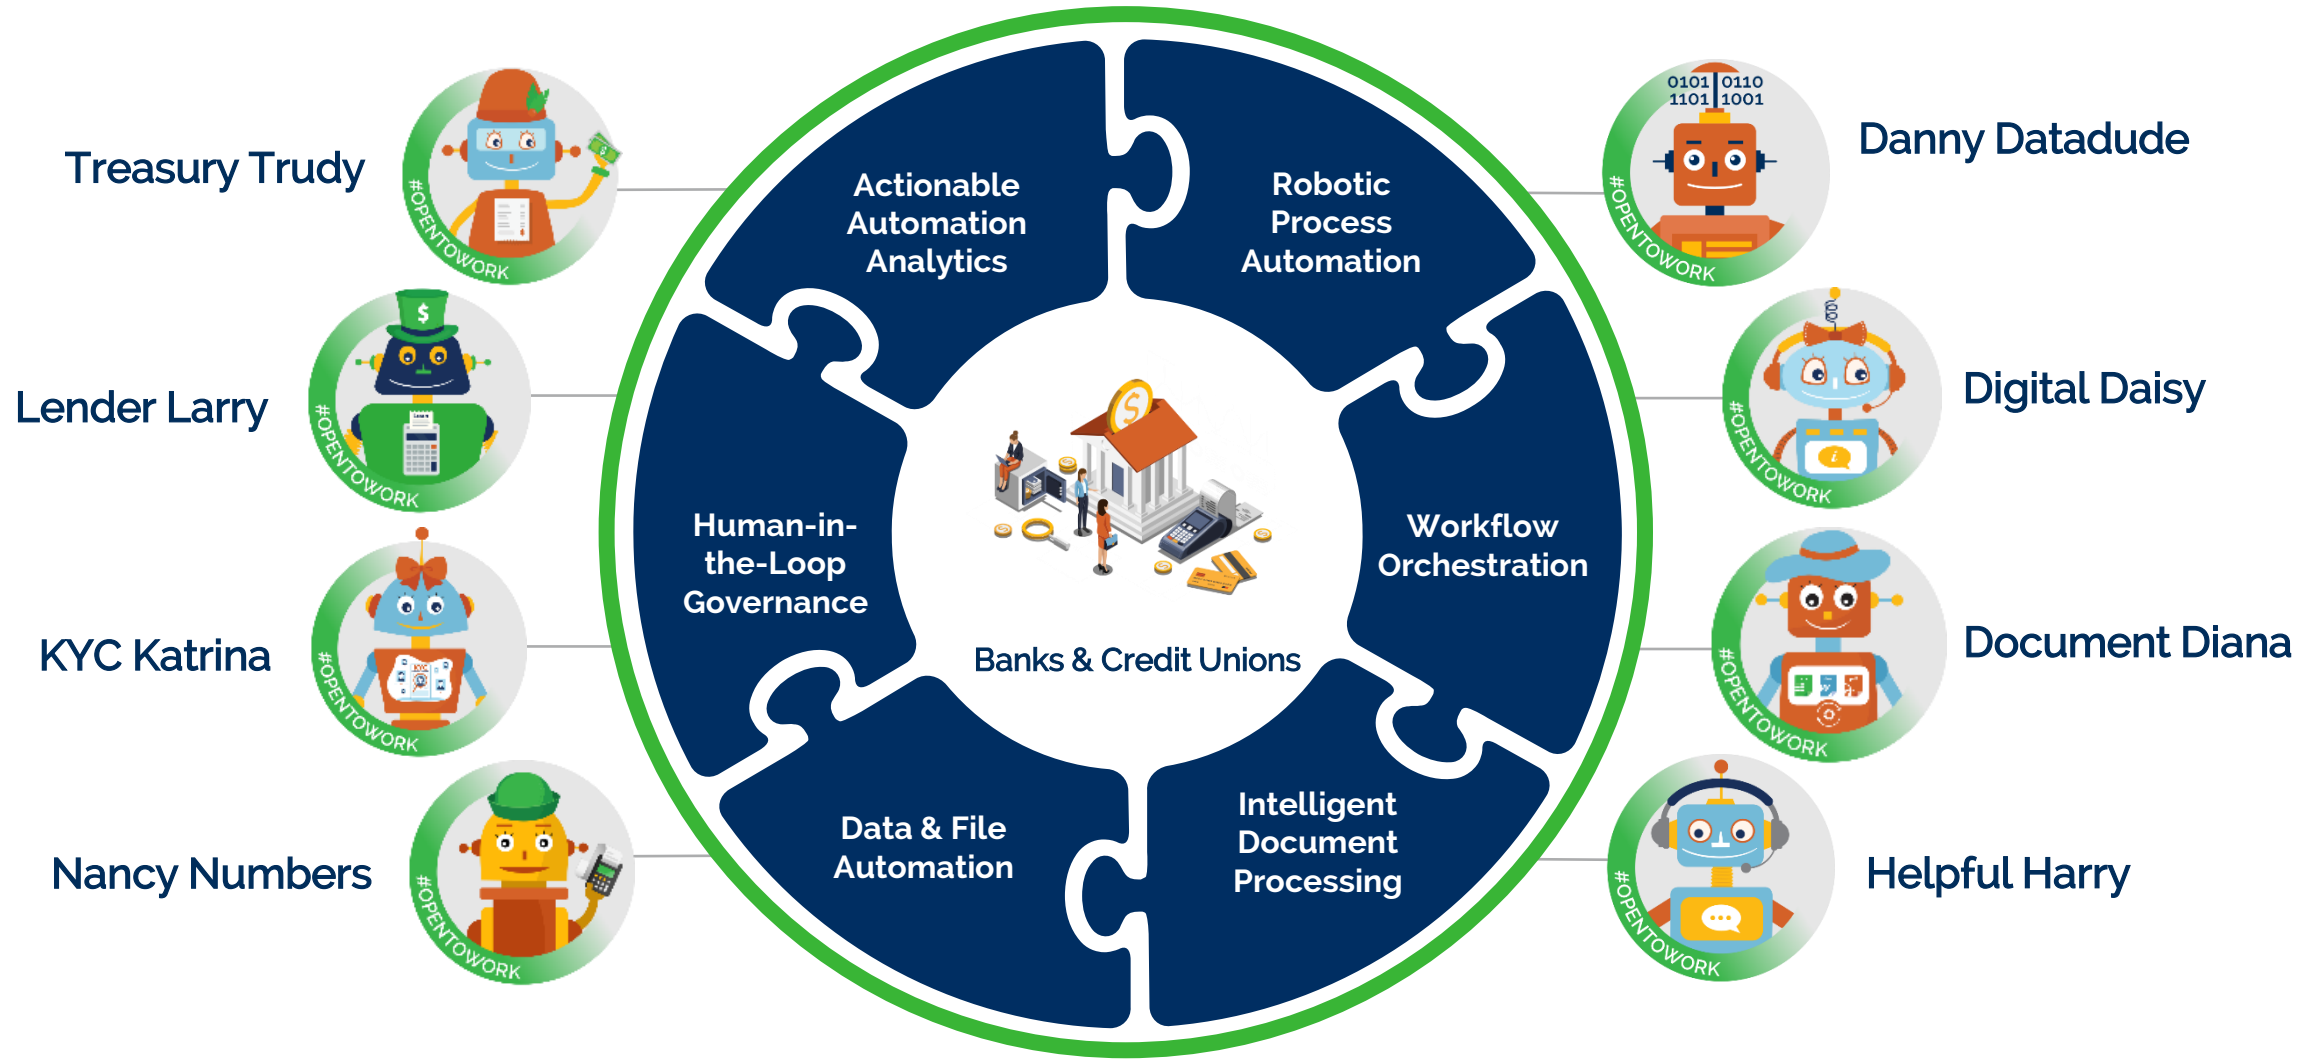 Treasury Trudy
#OPENTOWORK
$
Lender Larry
#OPENTOWORK
$
KYC Katrina
#OPENTOWORK
KYC
Nancy Numbers
#OPENTOWORK
Actionable
Automation
Analytics
Robotic
Process
Automation
Human-in-
the-Loop
Governance
Workflow
Orchestration
Data & File
Automation
Intelligent
Document
Processing
$
Banks & Credit Unions
0101 0110
1101 1001
#OPENTOWORK
Danny Datadude
#OPENTOWORK
i
Digital Daisy
#OPENTOWORK
Document Diana
#OPENTOWORK
Helpful Harry